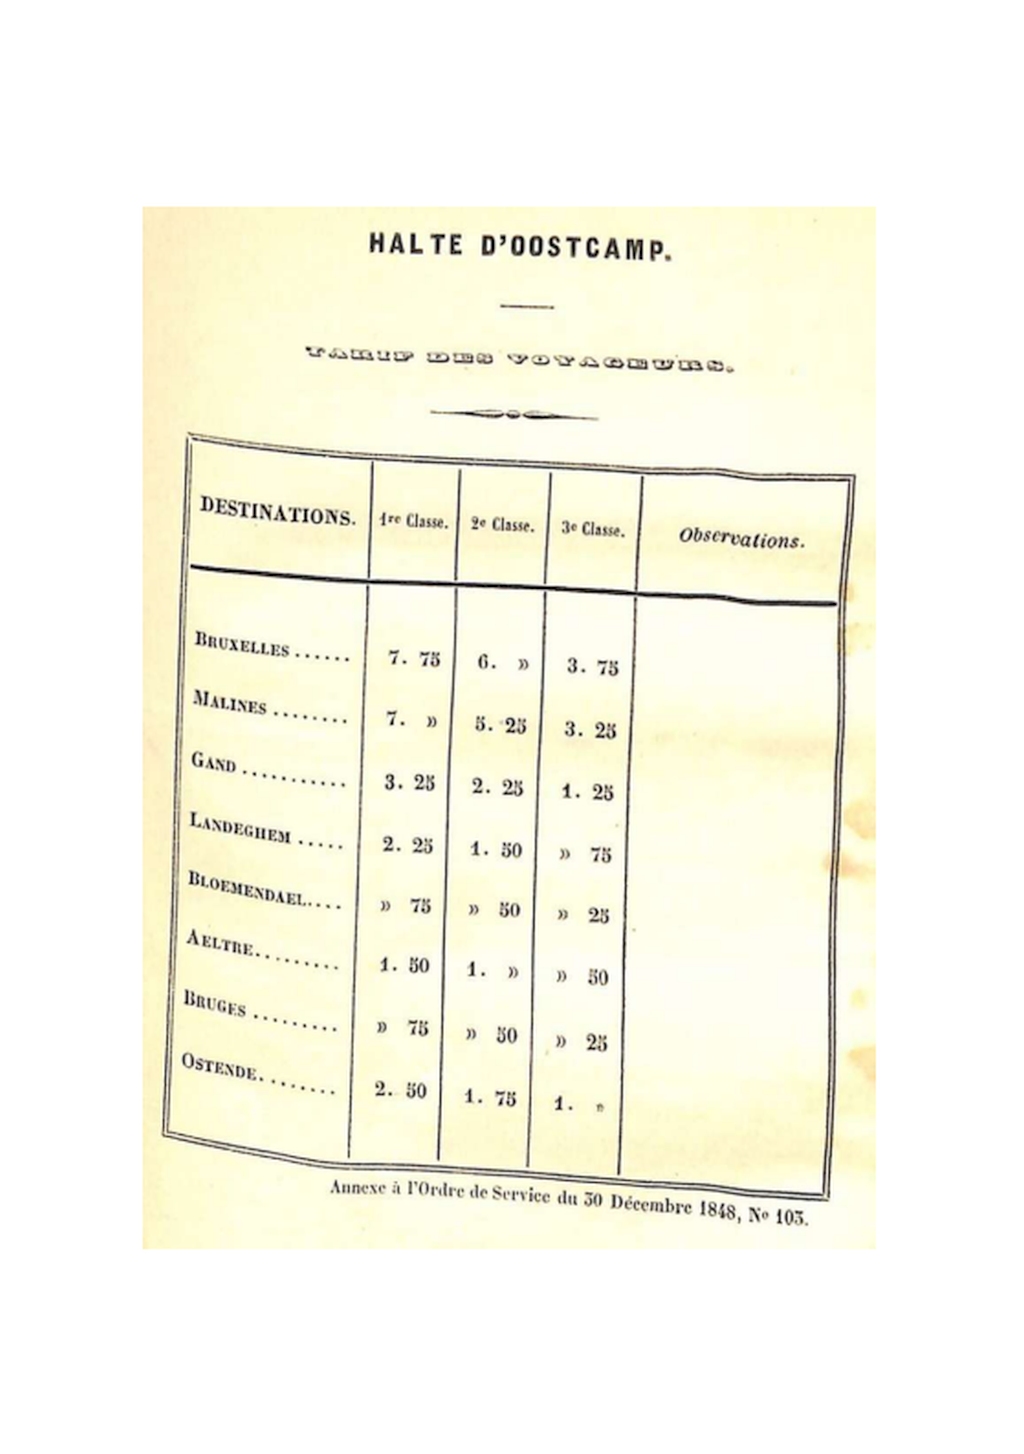 HALTE D'OOSTCAMP.
TARIF DES VOYAGEURS.
DESTINATIONS. 1re Classe. 2e Classe. 3e Classe. Observations.
BRUXELLES ...... 7. 75 6. » 3. 75
MALINES ........ 7. » 5. 25 3. 25
GAND ........... 3. 25 2. 25 1. 25
LANDEGHEM ..... 2. 25 1. 50 » 75
BLOEMENDAEL.... » 75 » 50 » 25
AELTRE......... 1. 50 1. » » 50
BRUGES ......... » 75 » 50 » 25
OSTENDE........ 2. 50 1. 75 1. »
Annexe à l'Ordre de Service du 30 Décembre 1848, No 103.